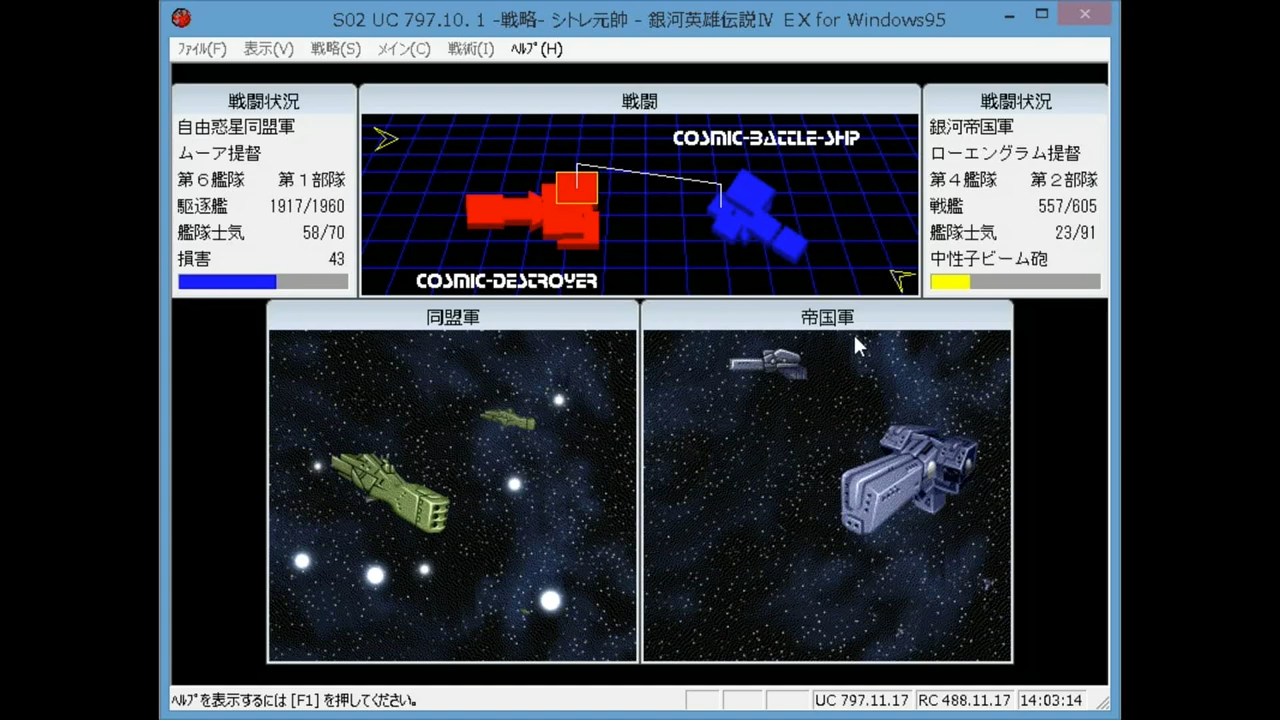 S02 UC 797.10. 1 -戦略- シトレ元帥 - 銀河英雄伝説Ⅳ EX for Windows95
ﾌｧｲﾙ(F) 表示(V) 戦略(S) メイン(C) 戦術(I) ﾍﾙﾌﾟ(H)
戦闘状況
自由惑星同盟軍
ムーア提督
第６艦隊 第１部隊
駆逐艦 1917/1960
艦隊士気 58/70
損害 43
戦闘
COSMIC-BATTLE-SHP
COSMIC-DESTROYER
戦闘状況
銀河帝国軍
ローエングラム提督
第４艦隊 第２部隊
戦艦 557/605
艦隊士気 23/91
中性子ビーム砲
同盟軍
帝国軍
ﾍﾙﾌﾟを表示するには [F1] を押してください。
UC 797.11.17 RC 488.11.17 14:03:14